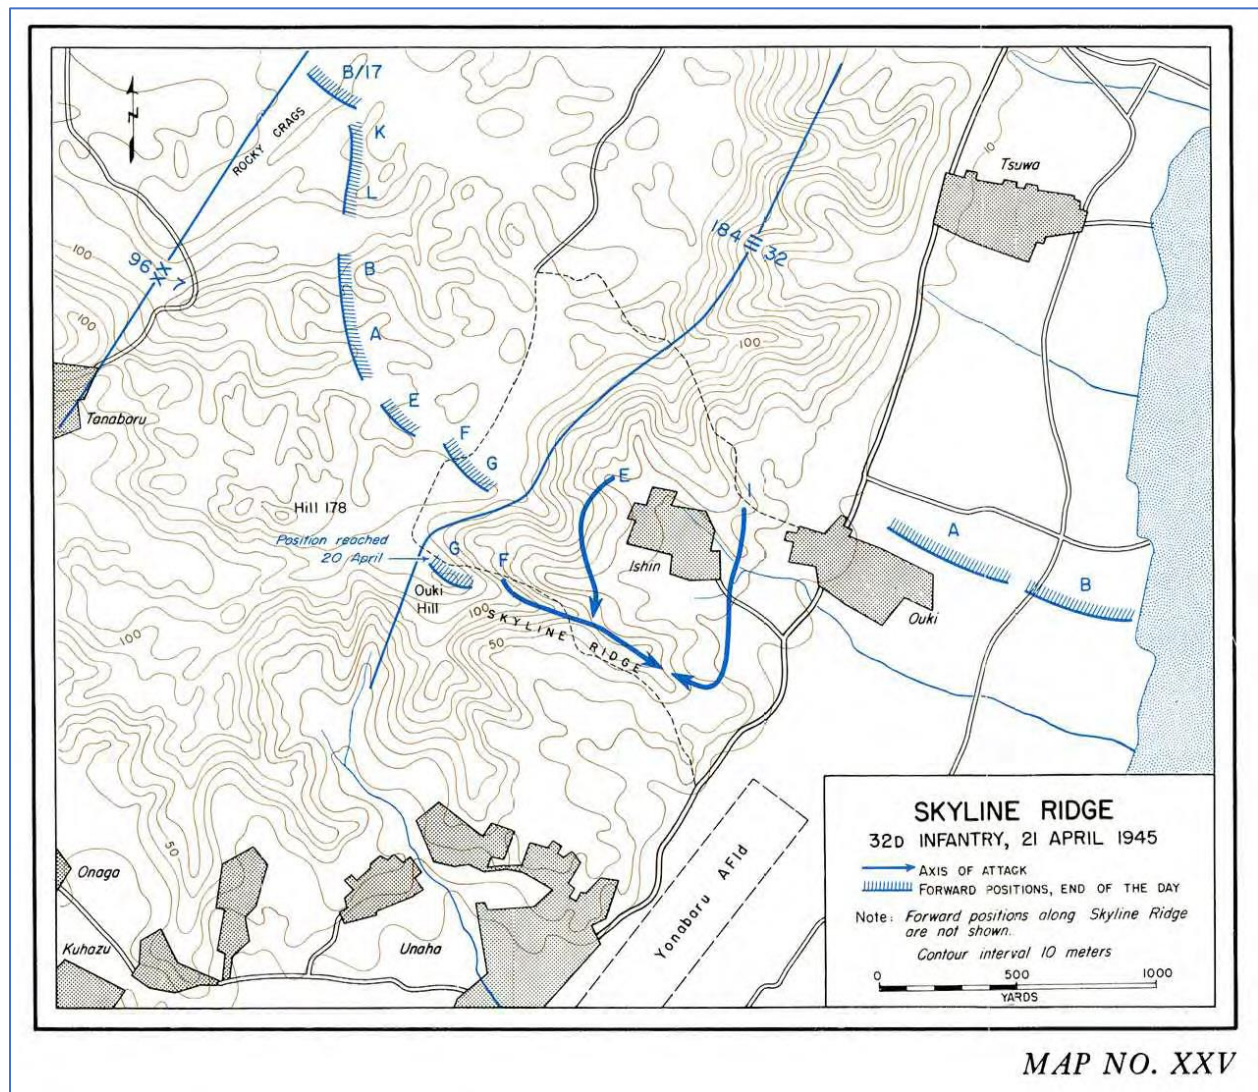 B/17
K
ROCKY CRAGS
L
N
Tsuwa
10
184
32
100
96
7
B
A
100
100
100
Tanabaru
E
F
G
E
I
Hill 178
Position reached
20 April
G
F
Ishin
A
B
Ouki
Hill
Ouki
100
SKYLINE RIDGE
50
100
50
Onaga
Kuhazu
Unaha
Yonabaru AFld
SKYLINE RIDGE
32D INFANTRY, 21 APRIL 1945
AXIS OF ATTACK
FORWARD POSITIONS, END OF THE DAY
Note: Forward positions along Skyline Ridge
are not shown.
Contour interval 10 meters
0 500 1000
YARDS
MAP NO. XXV